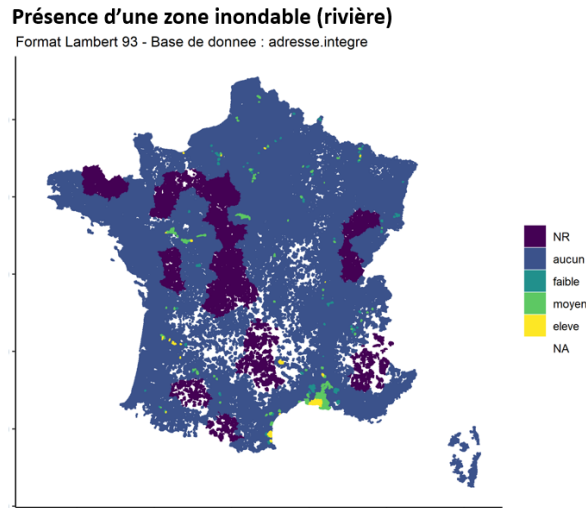 Présence d'une zone inondable (rivière)
Format Lambert 93 - Base de donnee : adresse.integre
NR
aucun
faible
moyen
eleve
NA